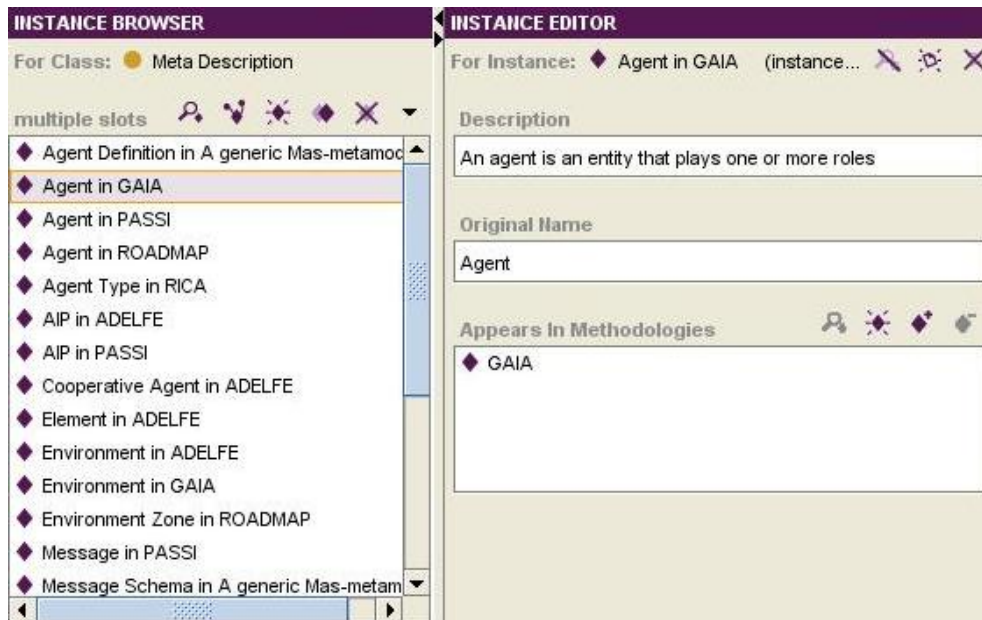 INSTANCE BROWSER
For Class: Meta Description
multiple slots
Agent Definition in A generic Mas-metamoc
Agent in GAIA
Agent in PASSI
Agent in ROADMAP
Agent Type in RICA
AIP in ADELFE
AIP in PASSI
Cooperative Agent in ADELFE
Element in ADELFE
Environment in ADELFE
Environment in GAIA
Environment Zone in ROADMAP
Message in PASSI
Message Schema in A generic Mas-metam
INSTANCE EDITOR
For Instance: Agent in GAIA (instance...
Description
An agent is an entity that plays one or more roles
Original Name
Agent
Appears In Methodologies
GAIA